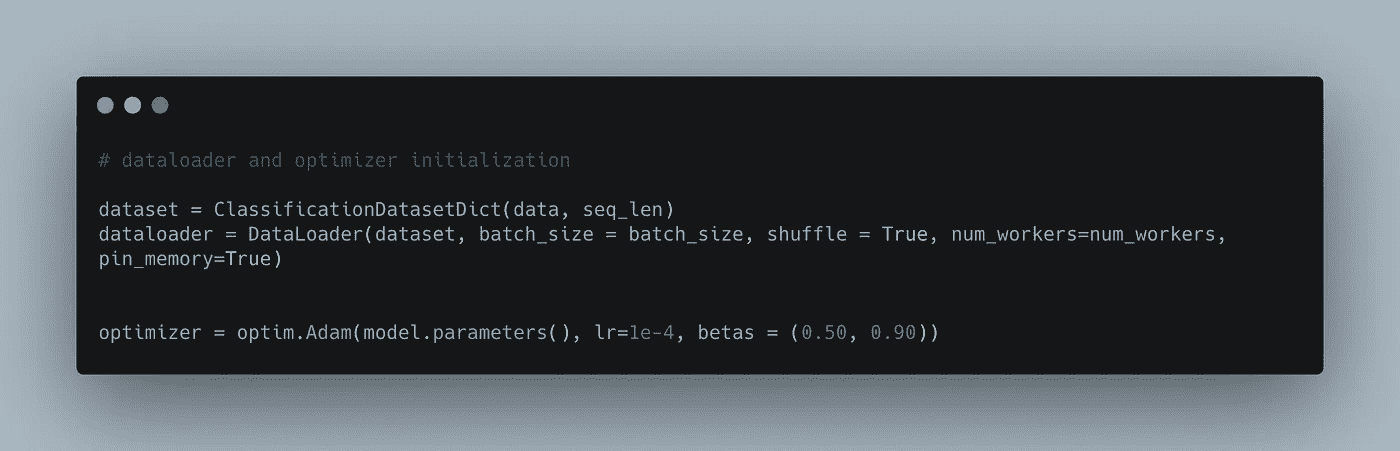 # dataloader and optimizer initialization
dataset = ClassificationDatasetDict(data, seq_len)
dataloader = DataLoader(dataset, batch_size = batch_size, shuffle = True, num_workers=num_workers,
pin_memory=True)
optimizer = optim.Adam(model.parameters(), lr=1e-4, betas = (0.50, 0.90))